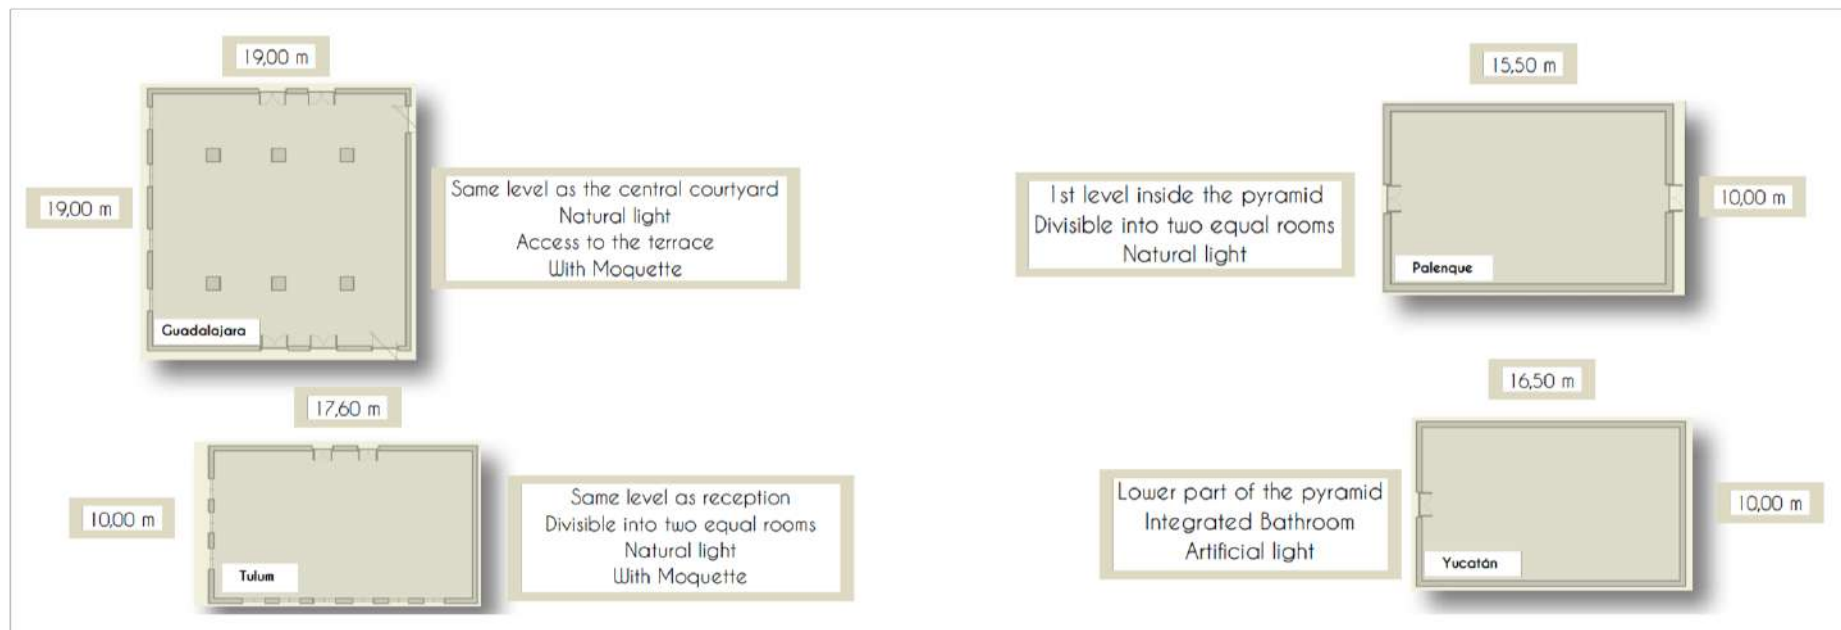 19,00 m
19,00 m
Same level as the central courtyard
Natural light
Access to the terrace
With Moquette
Guadalajara
15,50 m
1st level inside the pyramid
Divisible into two equal rooms
Natural light
10,00 m
Palenque
17,60 m
10,00 m
Same level as reception
Divisible into two equal rooms
Natural light
With Moquette
Tulum
16,50 m
Lower part of the pyramid
Integrated Bathroom
Artificial light
10,00 m
Yucatán